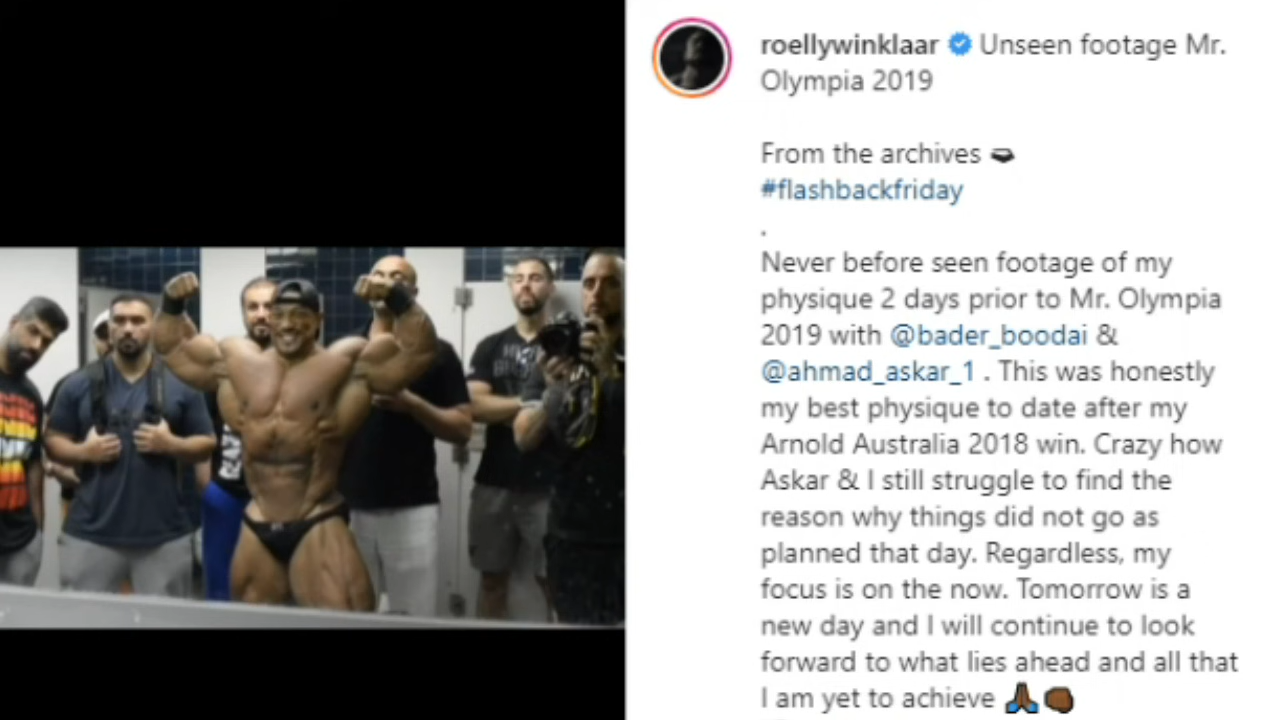 roellywinklaar Unseen footage Mr.
Olympia 2019
From the archives
#flashbackfriday
.
Never before seen footage of my
physique 2 days prior to Mr. Olympia
2019 with @bader_boodai &
@ahmad_askar_1 . This was honestly
my best physique to date after my
Arnold Australia 2018 win. Crazy how
Askar & I still struggle to find the
reason why things did not go as
planned that day. Regardless, my
focus is on the now. Tomorrow is a
new day and I will continue to look
forward to what lies ahead and all that
I am yet to achieve